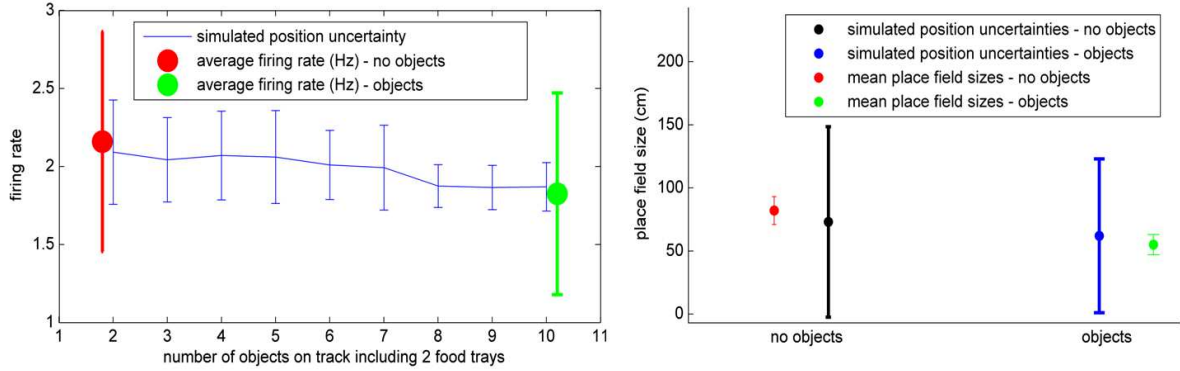 3
2.5
2
1.5
1
firing rate
simulated position uncertainty
average firing rate (Hz) - no objects
average firing rate (Hz) - objects
1 2 3 4 5 6 7 8 9 10 11
number of objects on track including 2 food trays
200
150
100
50
0
place field size (cm)
simulated position uncertainties - no objects
simulated position uncertainties - objects
mean place field sizes - no objects
mean place field sizes - objects
no objects objects